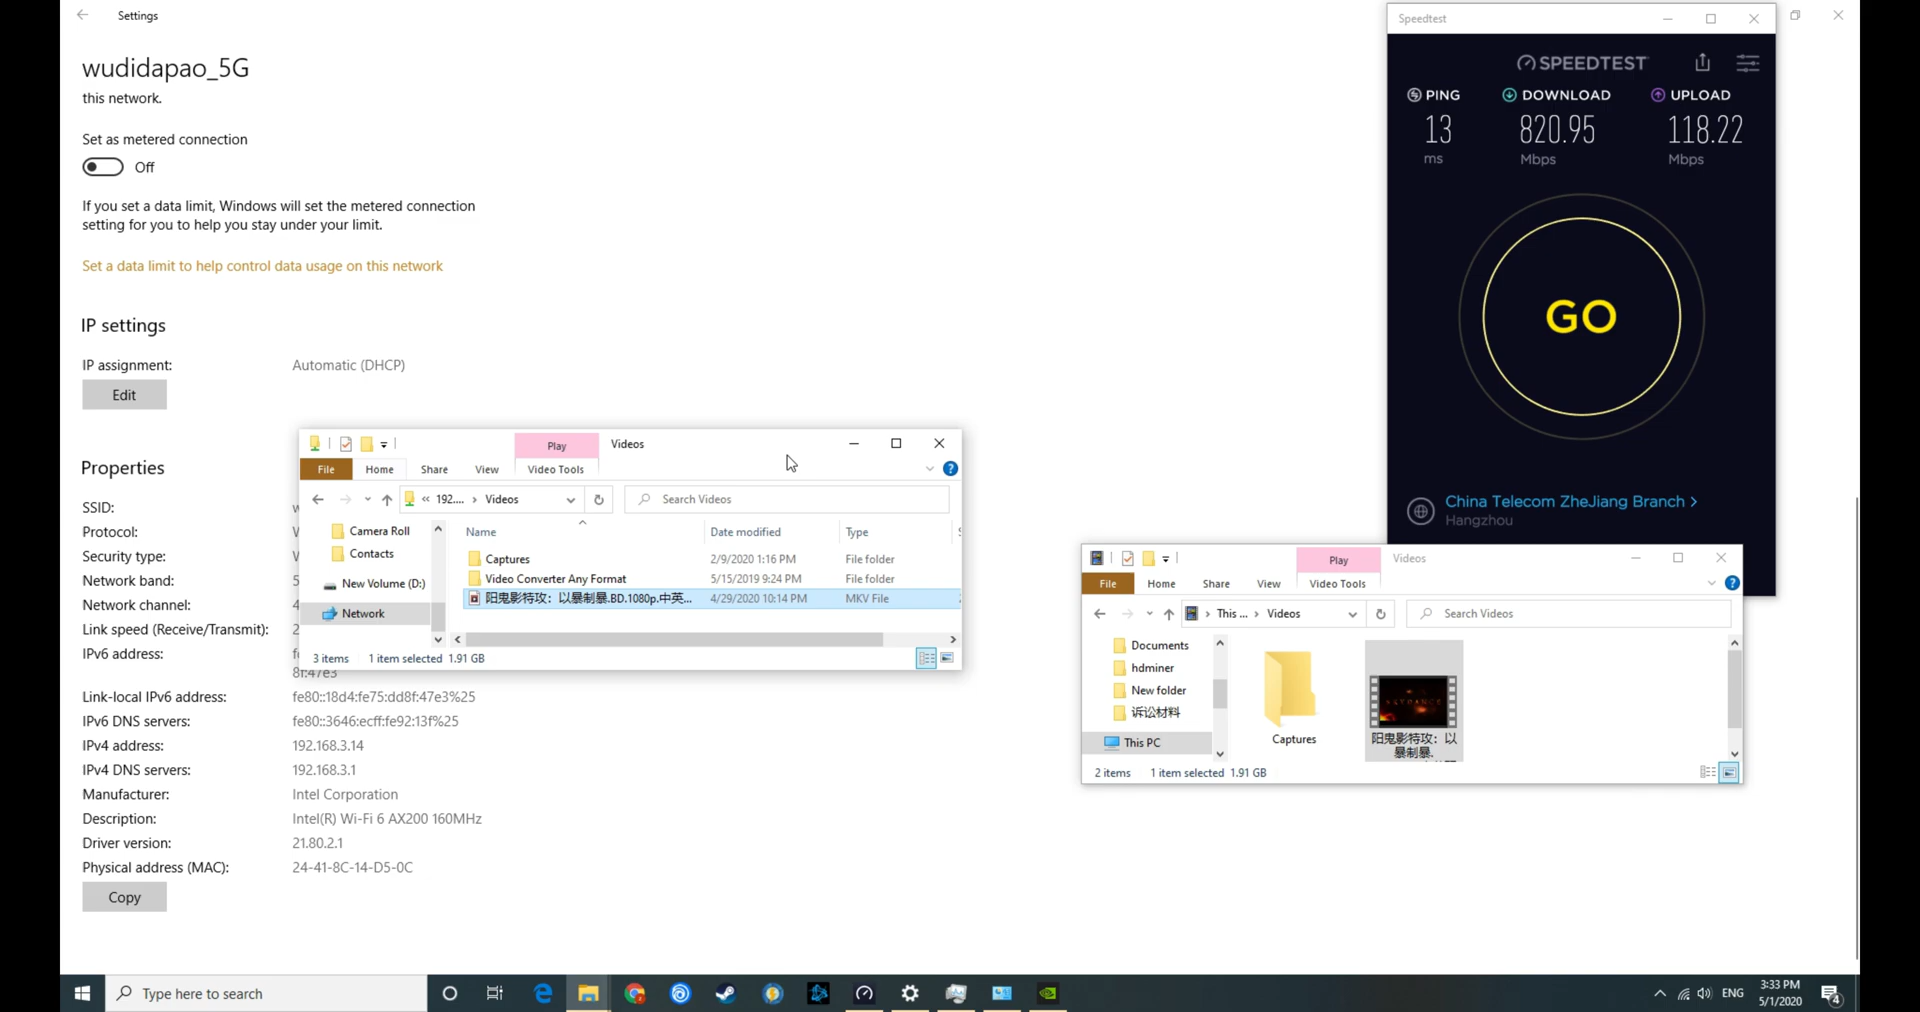 Settings
wudidapao_5G
this network.
Set as metered connection
Off
If you set a data limit, Windows will set the metered connection
setting for you to help you stay under your limit.
Set a data limit to help control data usage on this network
IP settings
IP assignment:
Automatic (DHCP)
Edit
Properties
SSID:
Protocol:
Security type:
Network band:
Network channel:
Link speed (Receive/Transmit):
IPv6 address:
Link-local IPv6 address:
fe80::18d4:fe75:dd8f:47e3%25
IPv6 DNS servers:
fe80::3646:ecff:fe92:13f%25
IPv4 address:
192.168.3.14
IPv4 DNS servers:
192.168.3.1
Manufacturer:
Intel Corporation
Description:
Intel(R) Wi-Fi 6 AX200 160MHz
Driver version:
21.80.2.1
Physical address (MAC):
24-41-8C-14-D5-0C
Copy
Play
Videos
File
Home
Share
View
Video Tools
« 192.... › Videos
Search Videos
Camera Roll
Contacts
New Volume (D:)
Network
Name
Date modified
Type
Captures
2/9/2020 1:16 PM
File folder
Video Converter Any Format
5/15/2019 9:24 PM
File folder
阳鬼影特攻：以暴制暴.BD.1080p.中英...
4/29/2020 10:14 PM
MKV File
3 items
1 item selected 1.91 GB
Speedtest
SPEEDTEST
PING
13
ms
DOWNLOAD
820.95
Mbps
UPLOAD
118.22
Mbps
GO
China Telecom ZheJiang Branch >
Hangzhou
Play
Videos
File
Home
Share
View
Video Tools
› This ... › Videos
Search Videos
Documents
hdminer
New folder
诉讼材料
This PC
Captures
阳鬼影特攻：以
暴制暴.
2 items
1 item selected 1.91 GB
Type here to search
ENG
3:33 PM
5/1/2020
4